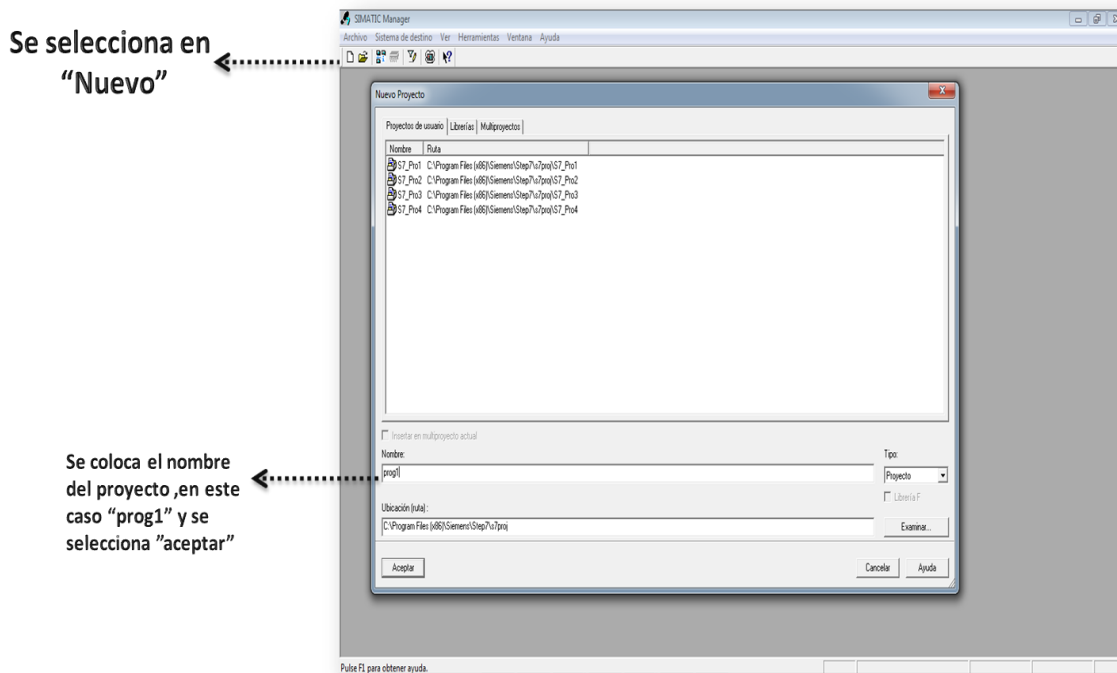 Se selecciona en
“Nuevo”
SIMATIC Manager
Archivo Sistema de destino Ver Herramientas Ventana Ayuda
Nuevo Proyecto
Proyectos de usuario Librerías Multiproyectos
Nombre Ruta
S7_Pro1 C:\Program Files (x86)\Siemens\Step7\s7proj\S7_Pro1
S7_Pro2 C:\Program Files (x86)\Siemens\Step7\s7proj\S7_Pro2
S7_Pro3 C:\Program Files (x86)\Siemens\Step7\s7proj\S7_Pro3
S7_Pro4 C:\Program Files (x86)\Siemens\Step7\s7proj\S7_Pro4
Insertar en multiproyecto actual
Nombre:
Tipo:
prog1
Proyecto
Librería F
Ubicación (ruta) :
C:\Program Files (x86)\Siemens\Step7\s7proj
Examinar...
Aceptar
Cancelar
Ayuda
Se coloca el nombre
del proyecto ,en este
caso “prog1” y se
selecciona ”aceptar”
Pulse F1 para obtener ayuda.